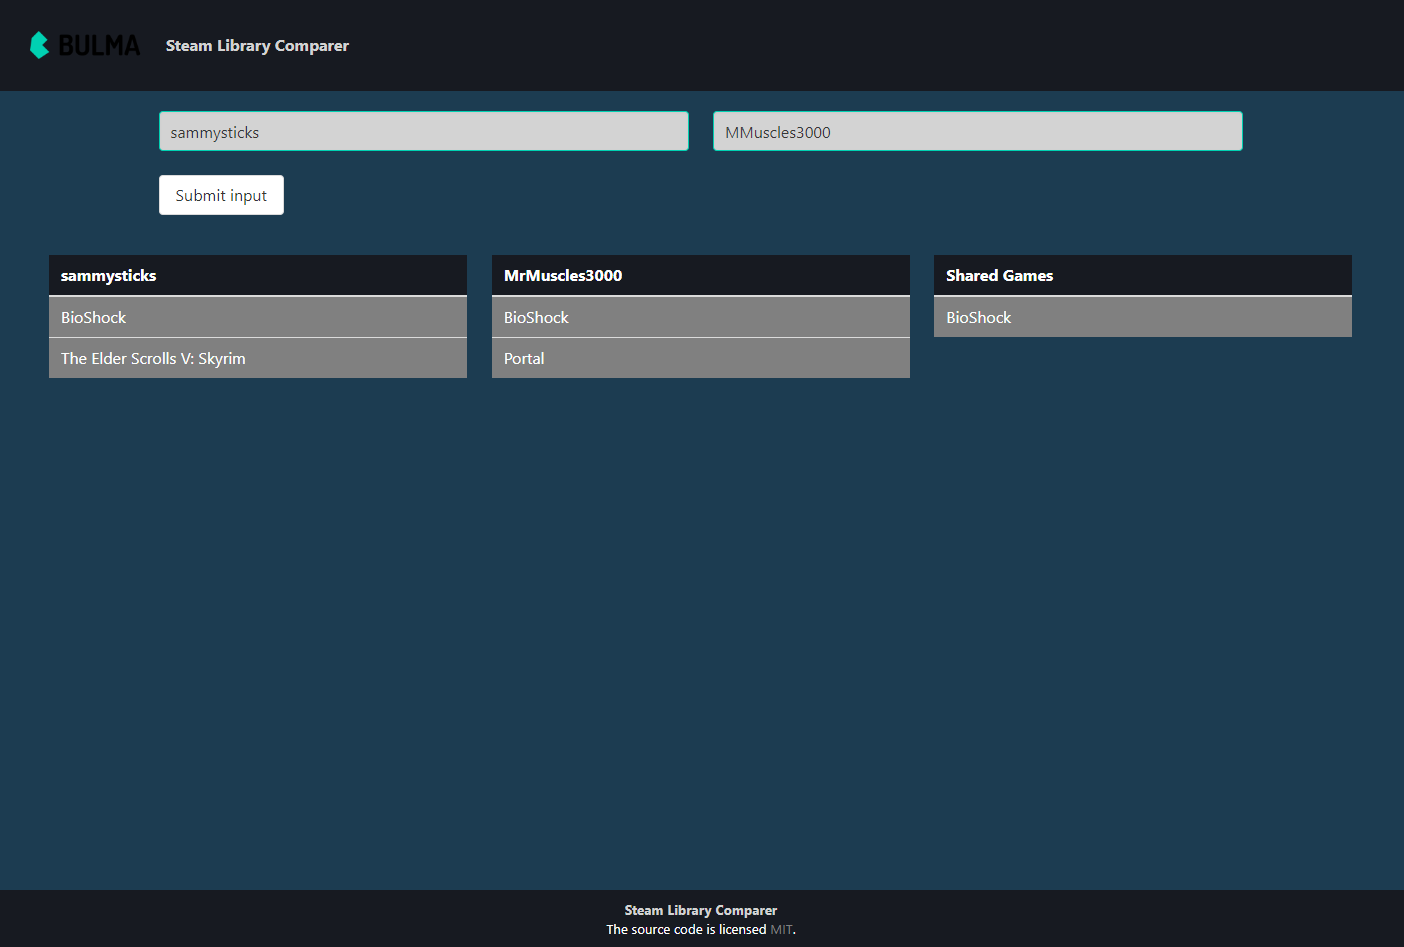 BULMA Steam Library Comparer
sammysticks MMuscles3000
Submit input
sammysticks MrMuscles3000 Shared Games
BioShock BioShock BioShock
The Elder Scrolls V: Skyrim Portal
Steam Library Comparer
The source code is licensed MIT.